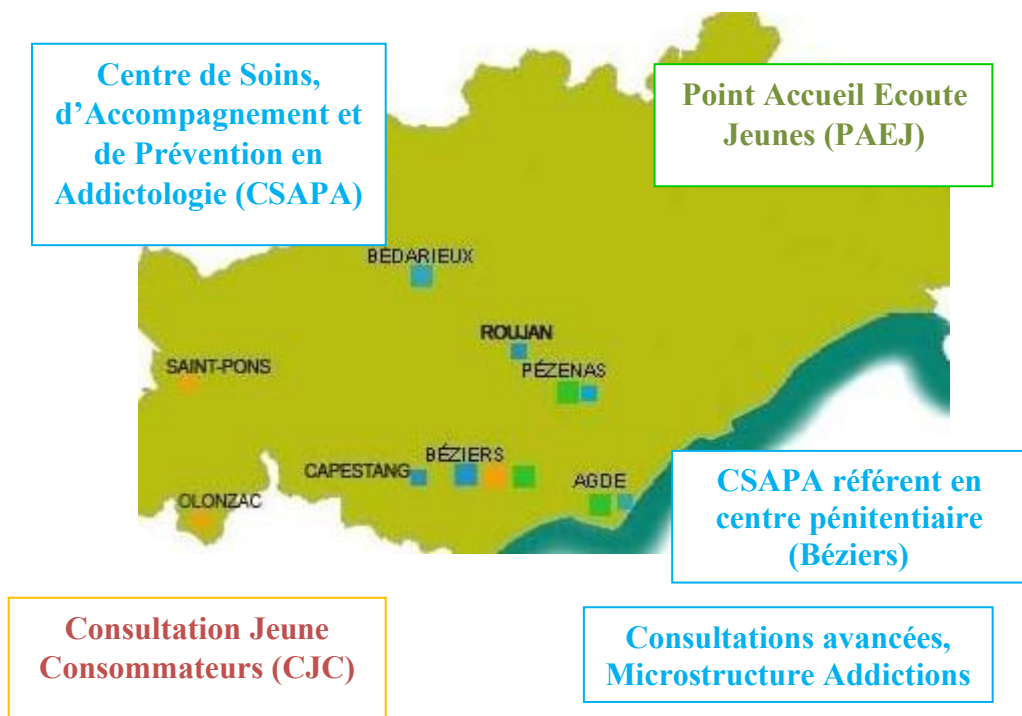 Centre de Soins,
d'Accompagnement et
de Prévention en
Addictologie (CSAPA)
Point Accueil Ecoute
Jeunes (PAEJ)
BÉDARIEUX
ROUJAN
SAINT-PONS
PÉZENAS
BÉZIERS
CAPESTANG
AGDE
OLONZAC
CSAPA référent en
centre pénitentiaire
(Béziers)
Consultation Jeune
Consommateurs (CJC)
Consultations avancées,
Microstructure Addictions